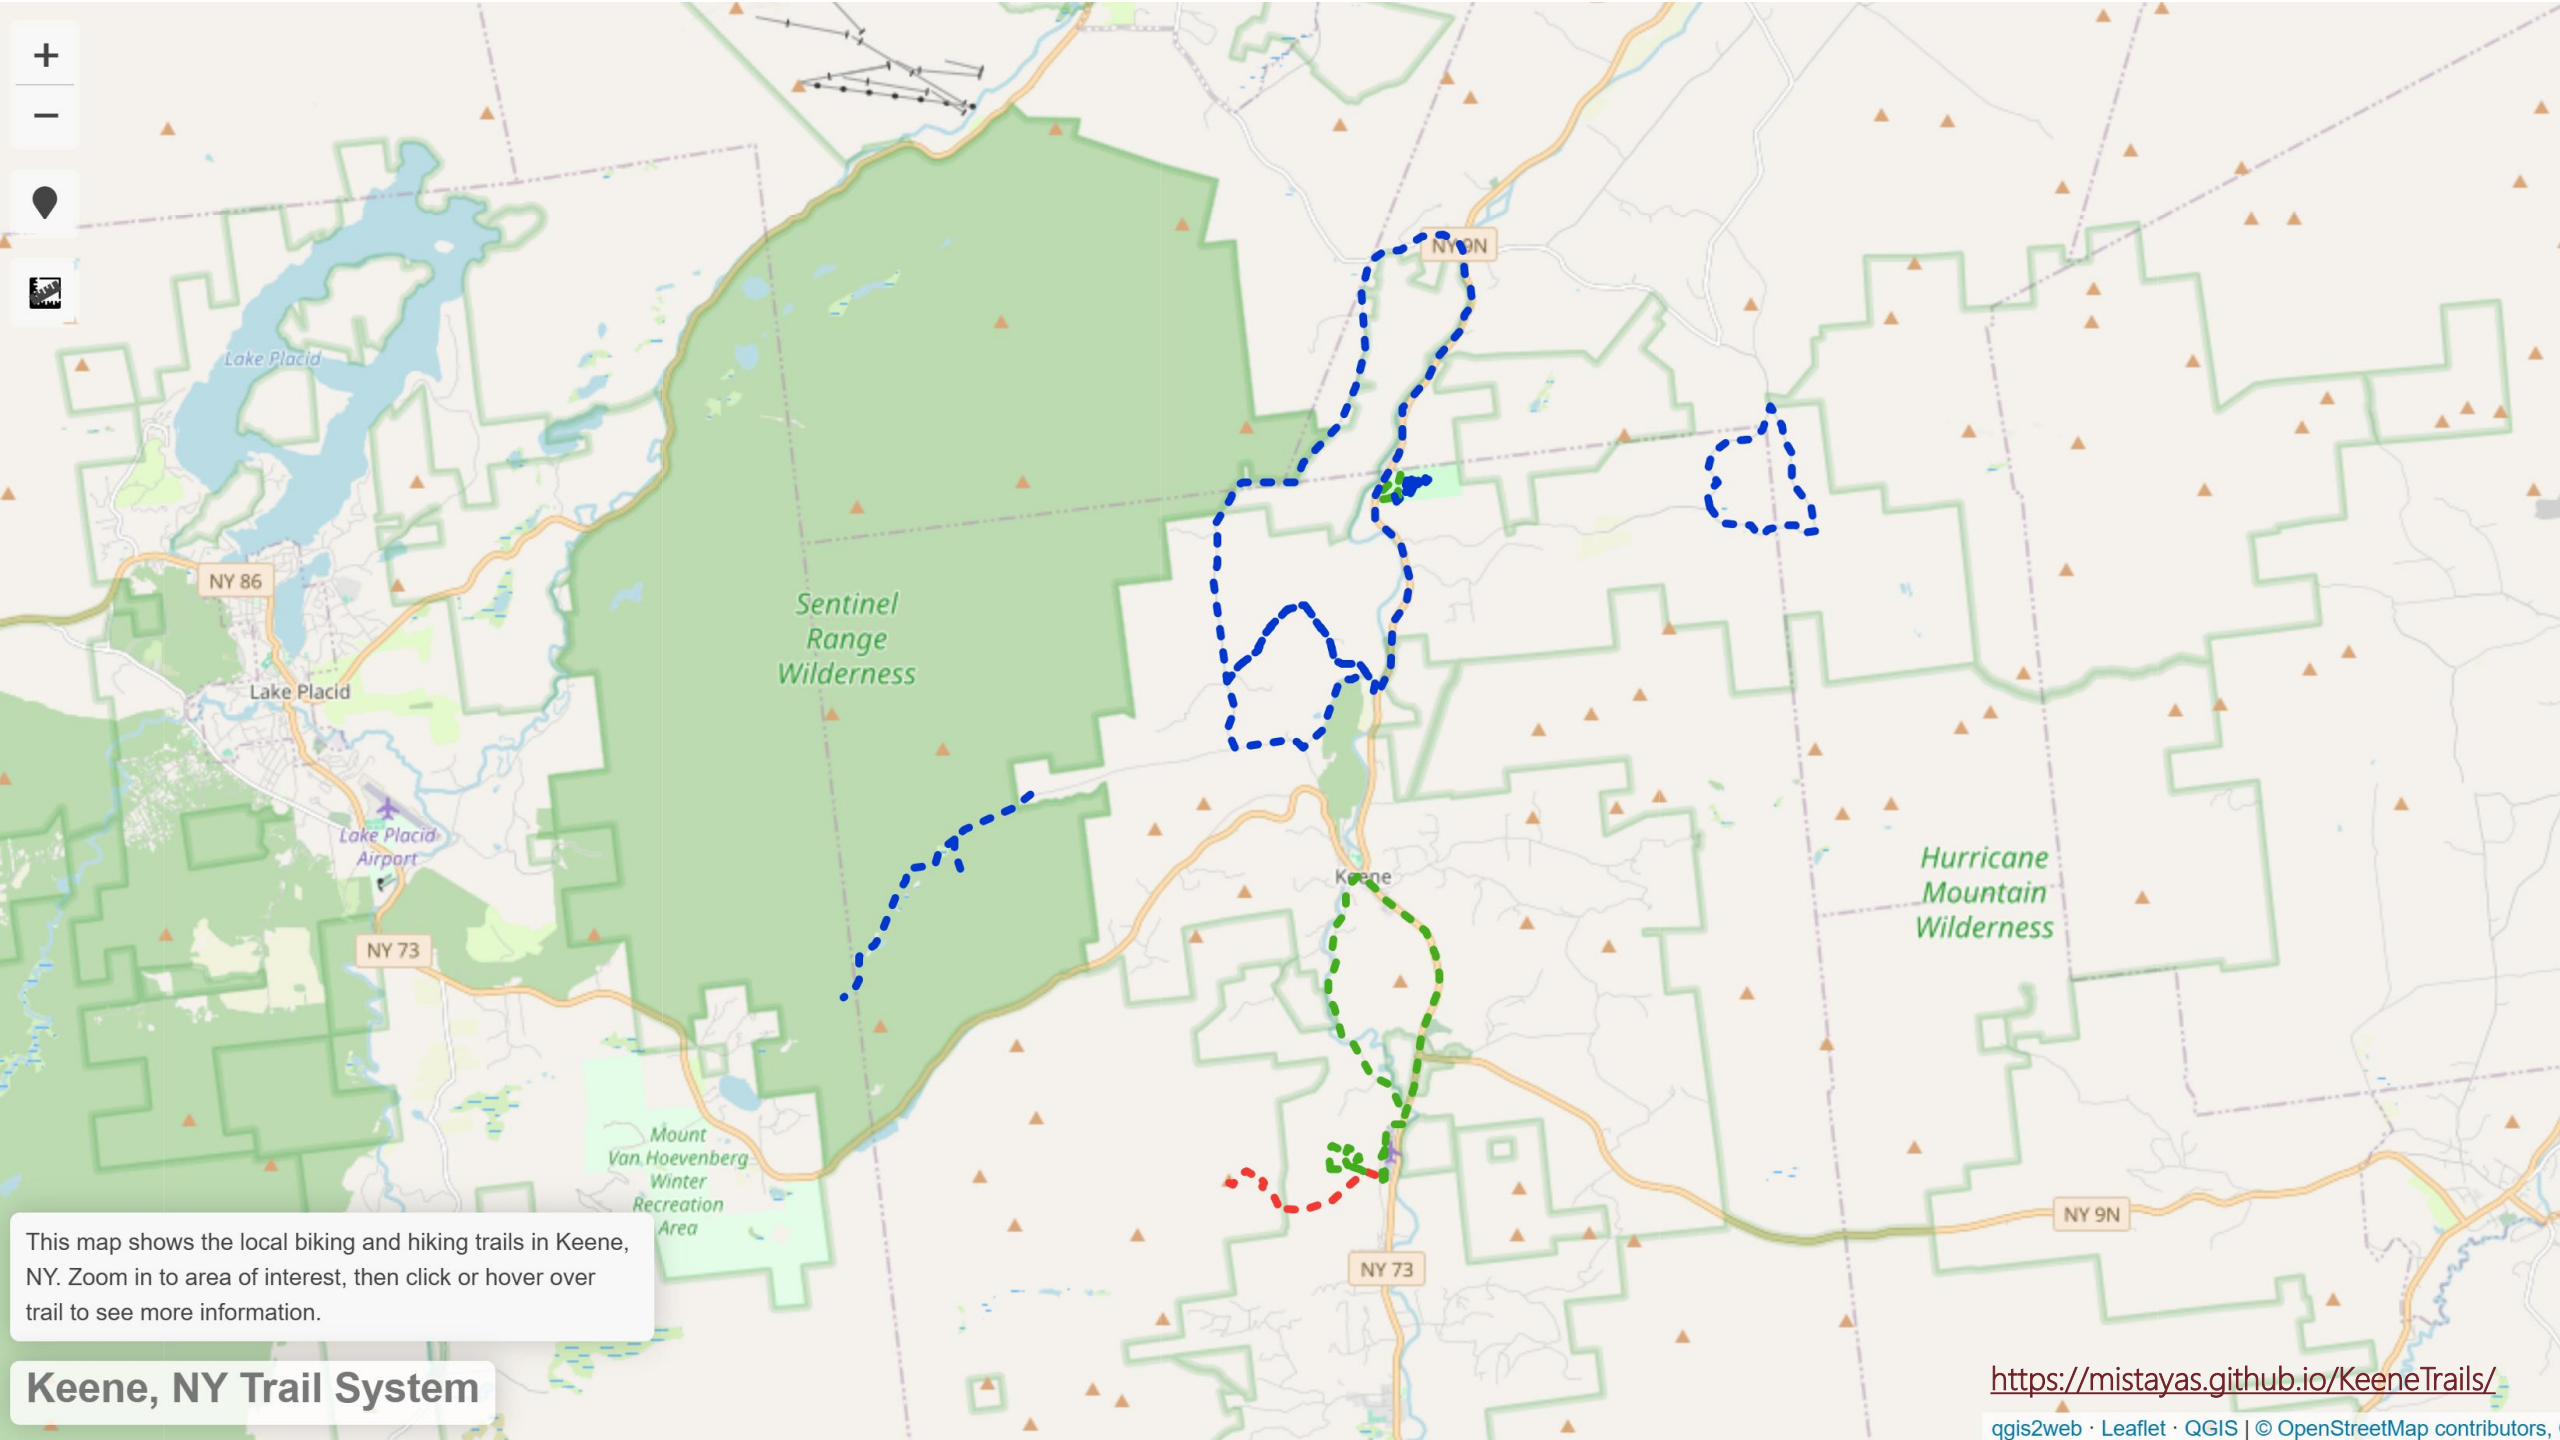 +
−
NY 9N
Lake Placid
NY 86
Sentinel
Range
Wilderness
Lake Placid
Lake Placid
Airport
Keene
Hurricane
Mountain
Wilderness
NY 73
Mount
Van Hoevenberg
Winter
Recreation
Area
NY 9N
NY 73
This map shows the local biking and hiking trails in Keene,
NY. Zoom in to area of interest, then click or hover over
trail to see more information.
Keene, NY Trail System
https://mistayas.github.io/KeeneTrails/
qgis2web · Leaflet · QGIS | © OpenStreetMap contributors,